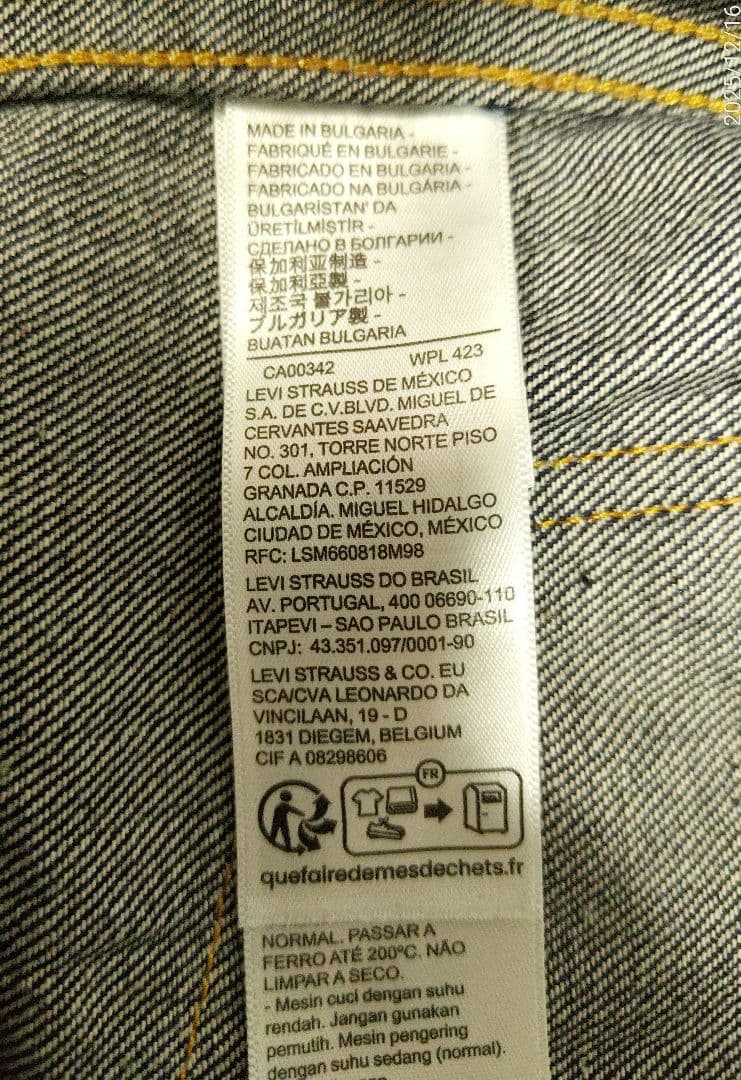 2025/12/16
MADE IN BULGARIA -
FABRIQUÉ EN BULGARIE -
FABRICADO EN BULGARIA -
FABRICADO NA BULGÁRIA -
BULGARİSTAN' DA
ÜRETİLMİŞTİR -
СДЕЛАНО В БОЛГАРИИ -
保加利亚制造 -
保加利亞製 -
제조국 불가리아 -
ブルガリア製 -
BUATAN BULGARIA
CA00342 WPL 423
LEVI STRAUSS DE MÉXICO
S.A. DE C.V.BLVD. MIGUEL DE
CERVANTES SAAVEDRA
NO. 301, TORRE NORTE PISO
7 COL. AMPLIACIÓN
GRANADA C.P. 11529
ALCALDÍA. MIGUEL HIDALGO
CIUDAD DE MÉXICO, MÉXICO
RFC: LSM660818M98
LEVI STRAUSS DO BRASIL
AV. PORTUGAL, 400 06690-110
ITAPEVI – SAO PAULO BRASIL
CNPJ: 43.351.097/0001-90
LEVI STRAUSS & CO. EU
SCA/CVA LEONARDO DA
VINCILAAN, 19 - D
1831 DIEGEM, BELGIUM
CIF A 08298606
FR
quefairedemesdechets.fr
NORMAL. PASSAR A
FERRO ATÉ 200ºC. NÃO
LIMPAR A SECO.
- Mesin cuci dengan suhu
rendah. Jangan gunakan
pemutih. Mesin pengering
dengan suhu sedang (normal).